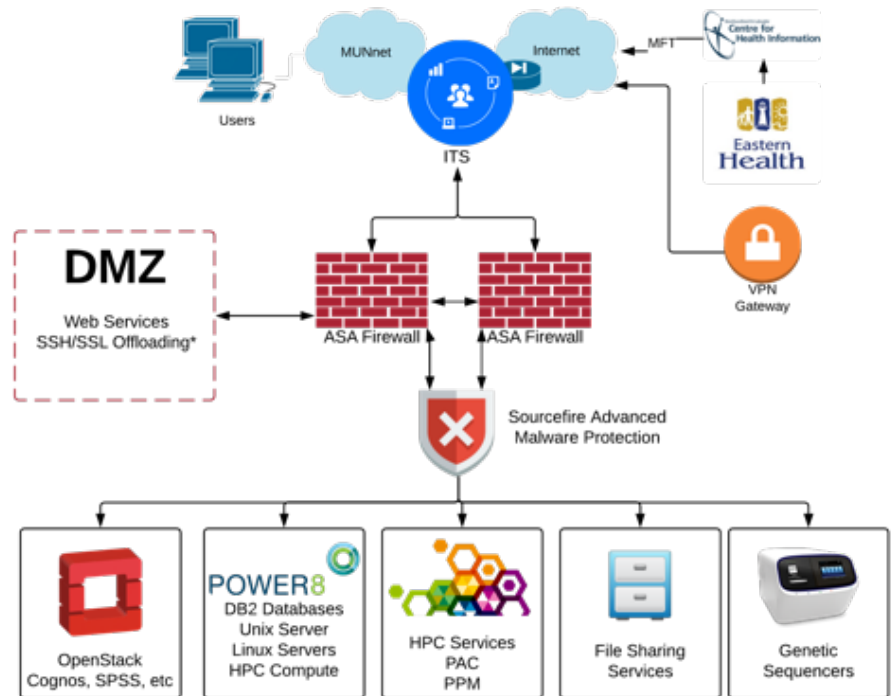 MUNnet
Internet
MFT
Centre for
Health Information
Users
ITS
Eastern
Health
VPN
Gateway
DMZ
Web Services
SSH/SSL Offloading*
ASA Firewall
ASA Firewall
Sourcefire Advanced
Malware Protection
OpenStack
Cognos, SPSS, etc
POWER8
DB2 Databases
Unix Server
Linux Servers
HPC Compute
HPC Services
PAC
PPM
File Sharing
Services
Genetic
Sequencers